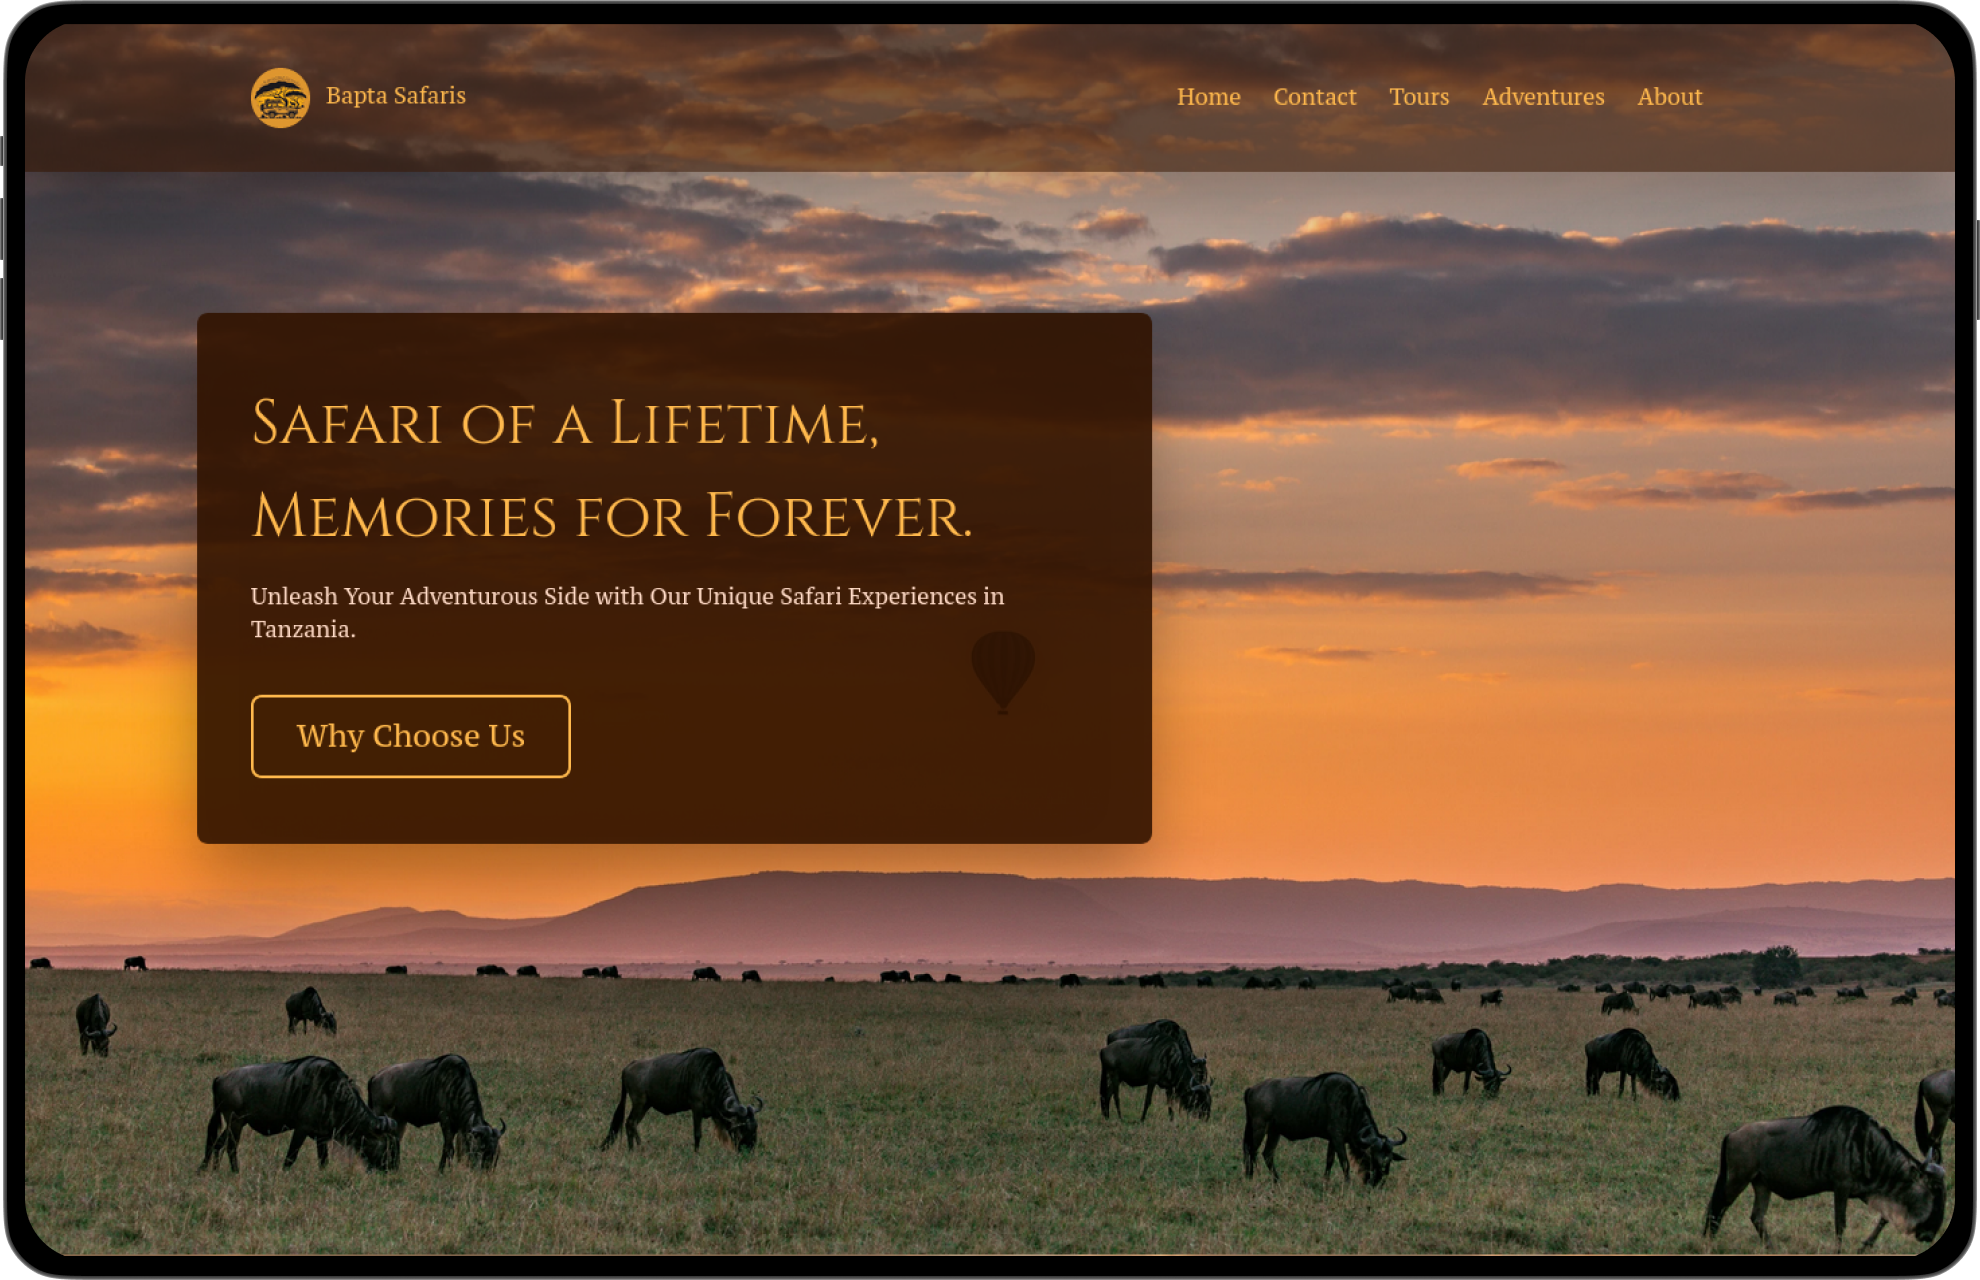 Bapta Safaris
Home Contact Tours Adventures About
Safari of a Lifetime,
Memories for Forever.
Unleash Your Adventurous Side with Our Unique Safari Experiences in
Tanzania.
Why Choose Us